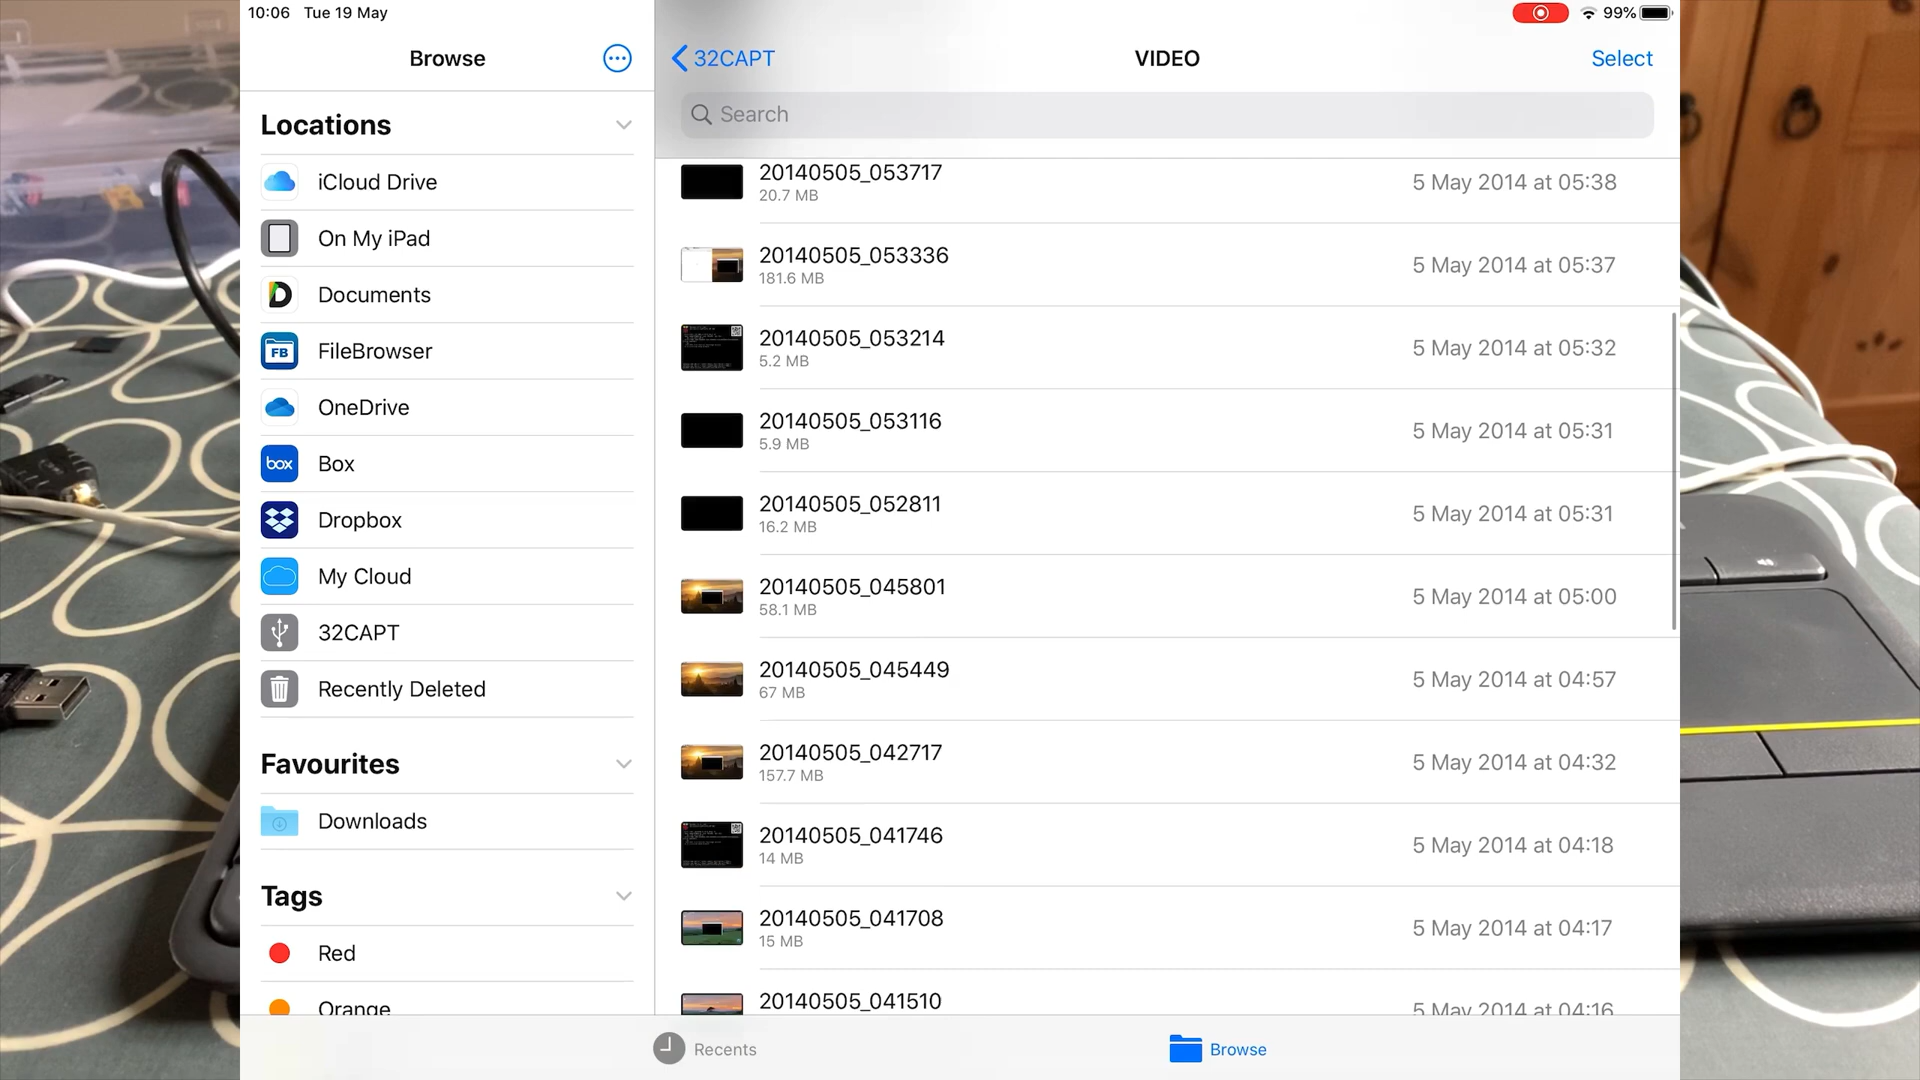 10:06 Tue 19 May
99%
Browse
32CAPT
VIDEO
Select
Search
Locations
iCloud Drive
On My iPad
Documents
FB
FileBrowser
OneDrive
box
Box
Dropbox
My Cloud
32CAPT
Recently Deleted
Favourites
Downloads
Tags
Red
Orange
20140505_053717
20.7 MB
5 May 2014 at 05:38
20140505_053336
181.6 MB
5 May 2014 at 05:37
20140505_053214
5.2 MB
5 May 2014 at 05:32
20140505_053116
5.9 MB
5 May 2014 at 05:31
20140505_052811
16.2 MB
5 May 2014 at 05:31
20140505_045801
58.1 MB
5 May 2014 at 05:00
20140505_045449
67 MB
5 May 2014 at 04:57
20140505_042717
157.7 MB
5 May 2014 at 04:32
20140505_041746
14 MB
5 May 2014 at 04:18
20140505_041708
15 MB
5 May 2014 at 04:17
20140505_041510
5 May 2014 at 04:16
Recents
Browse